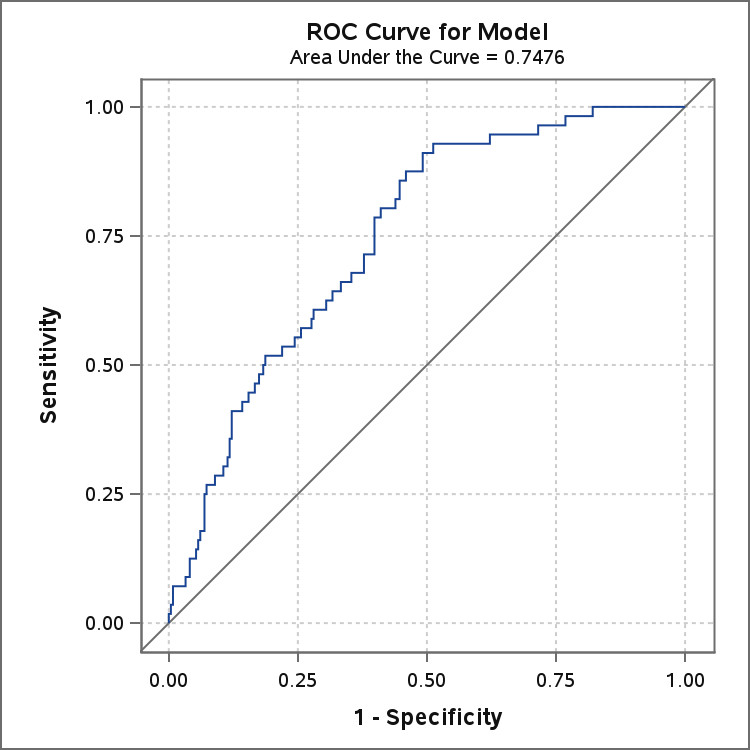 ROC Curve for Model
Area Under the Curve = 0.7476
1.00
0.75
0.50
0.25
0.00
Sensitivity
0.00 0.25 0.50 0.75 1.00
1 - Specificity